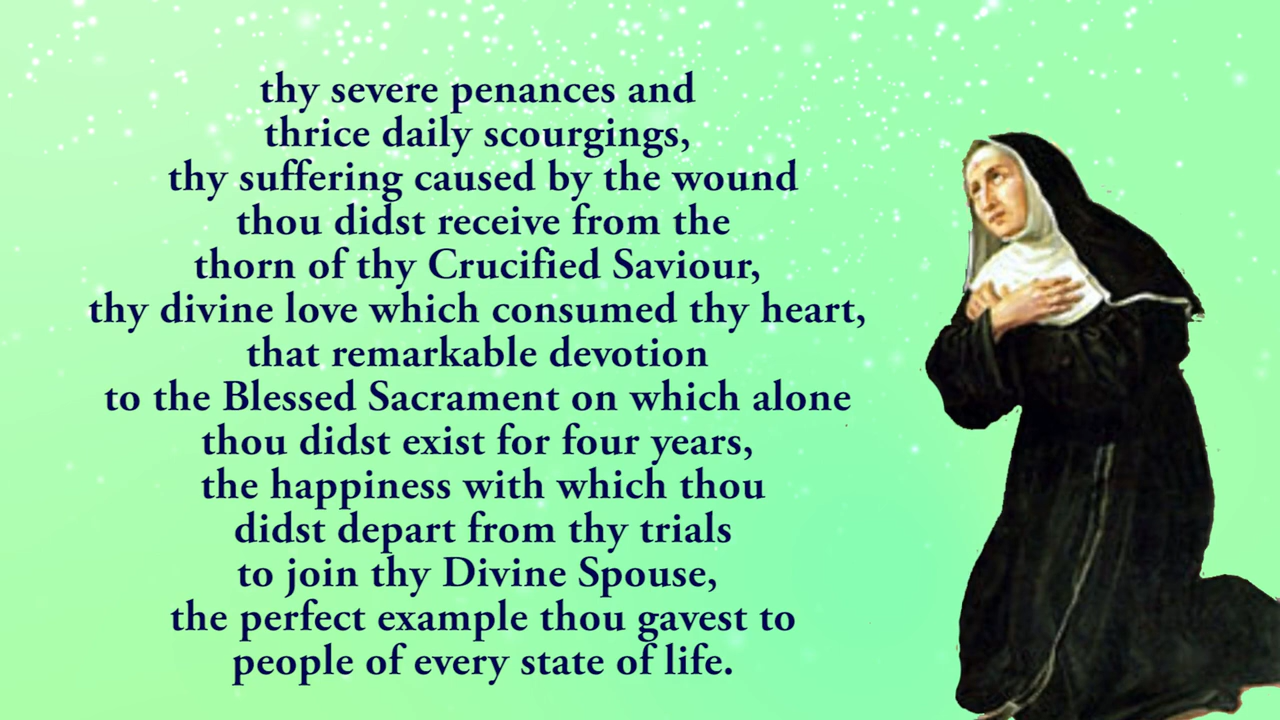 thy severe penances and
thrice daily scourgings,
thy suffering caused by the wound
thou didst receive from the
thorn of thy Crucified Saviour,
thy divine love which consumed thy heart,
that remarkable devotion
to the Blessed Sacrament on which alone
thou didst exist for four years,
the happiness with which thou
didst depart from thy trials
to join thy Divine Spouse,
the perfect example thou gavest to
people of every state of life.